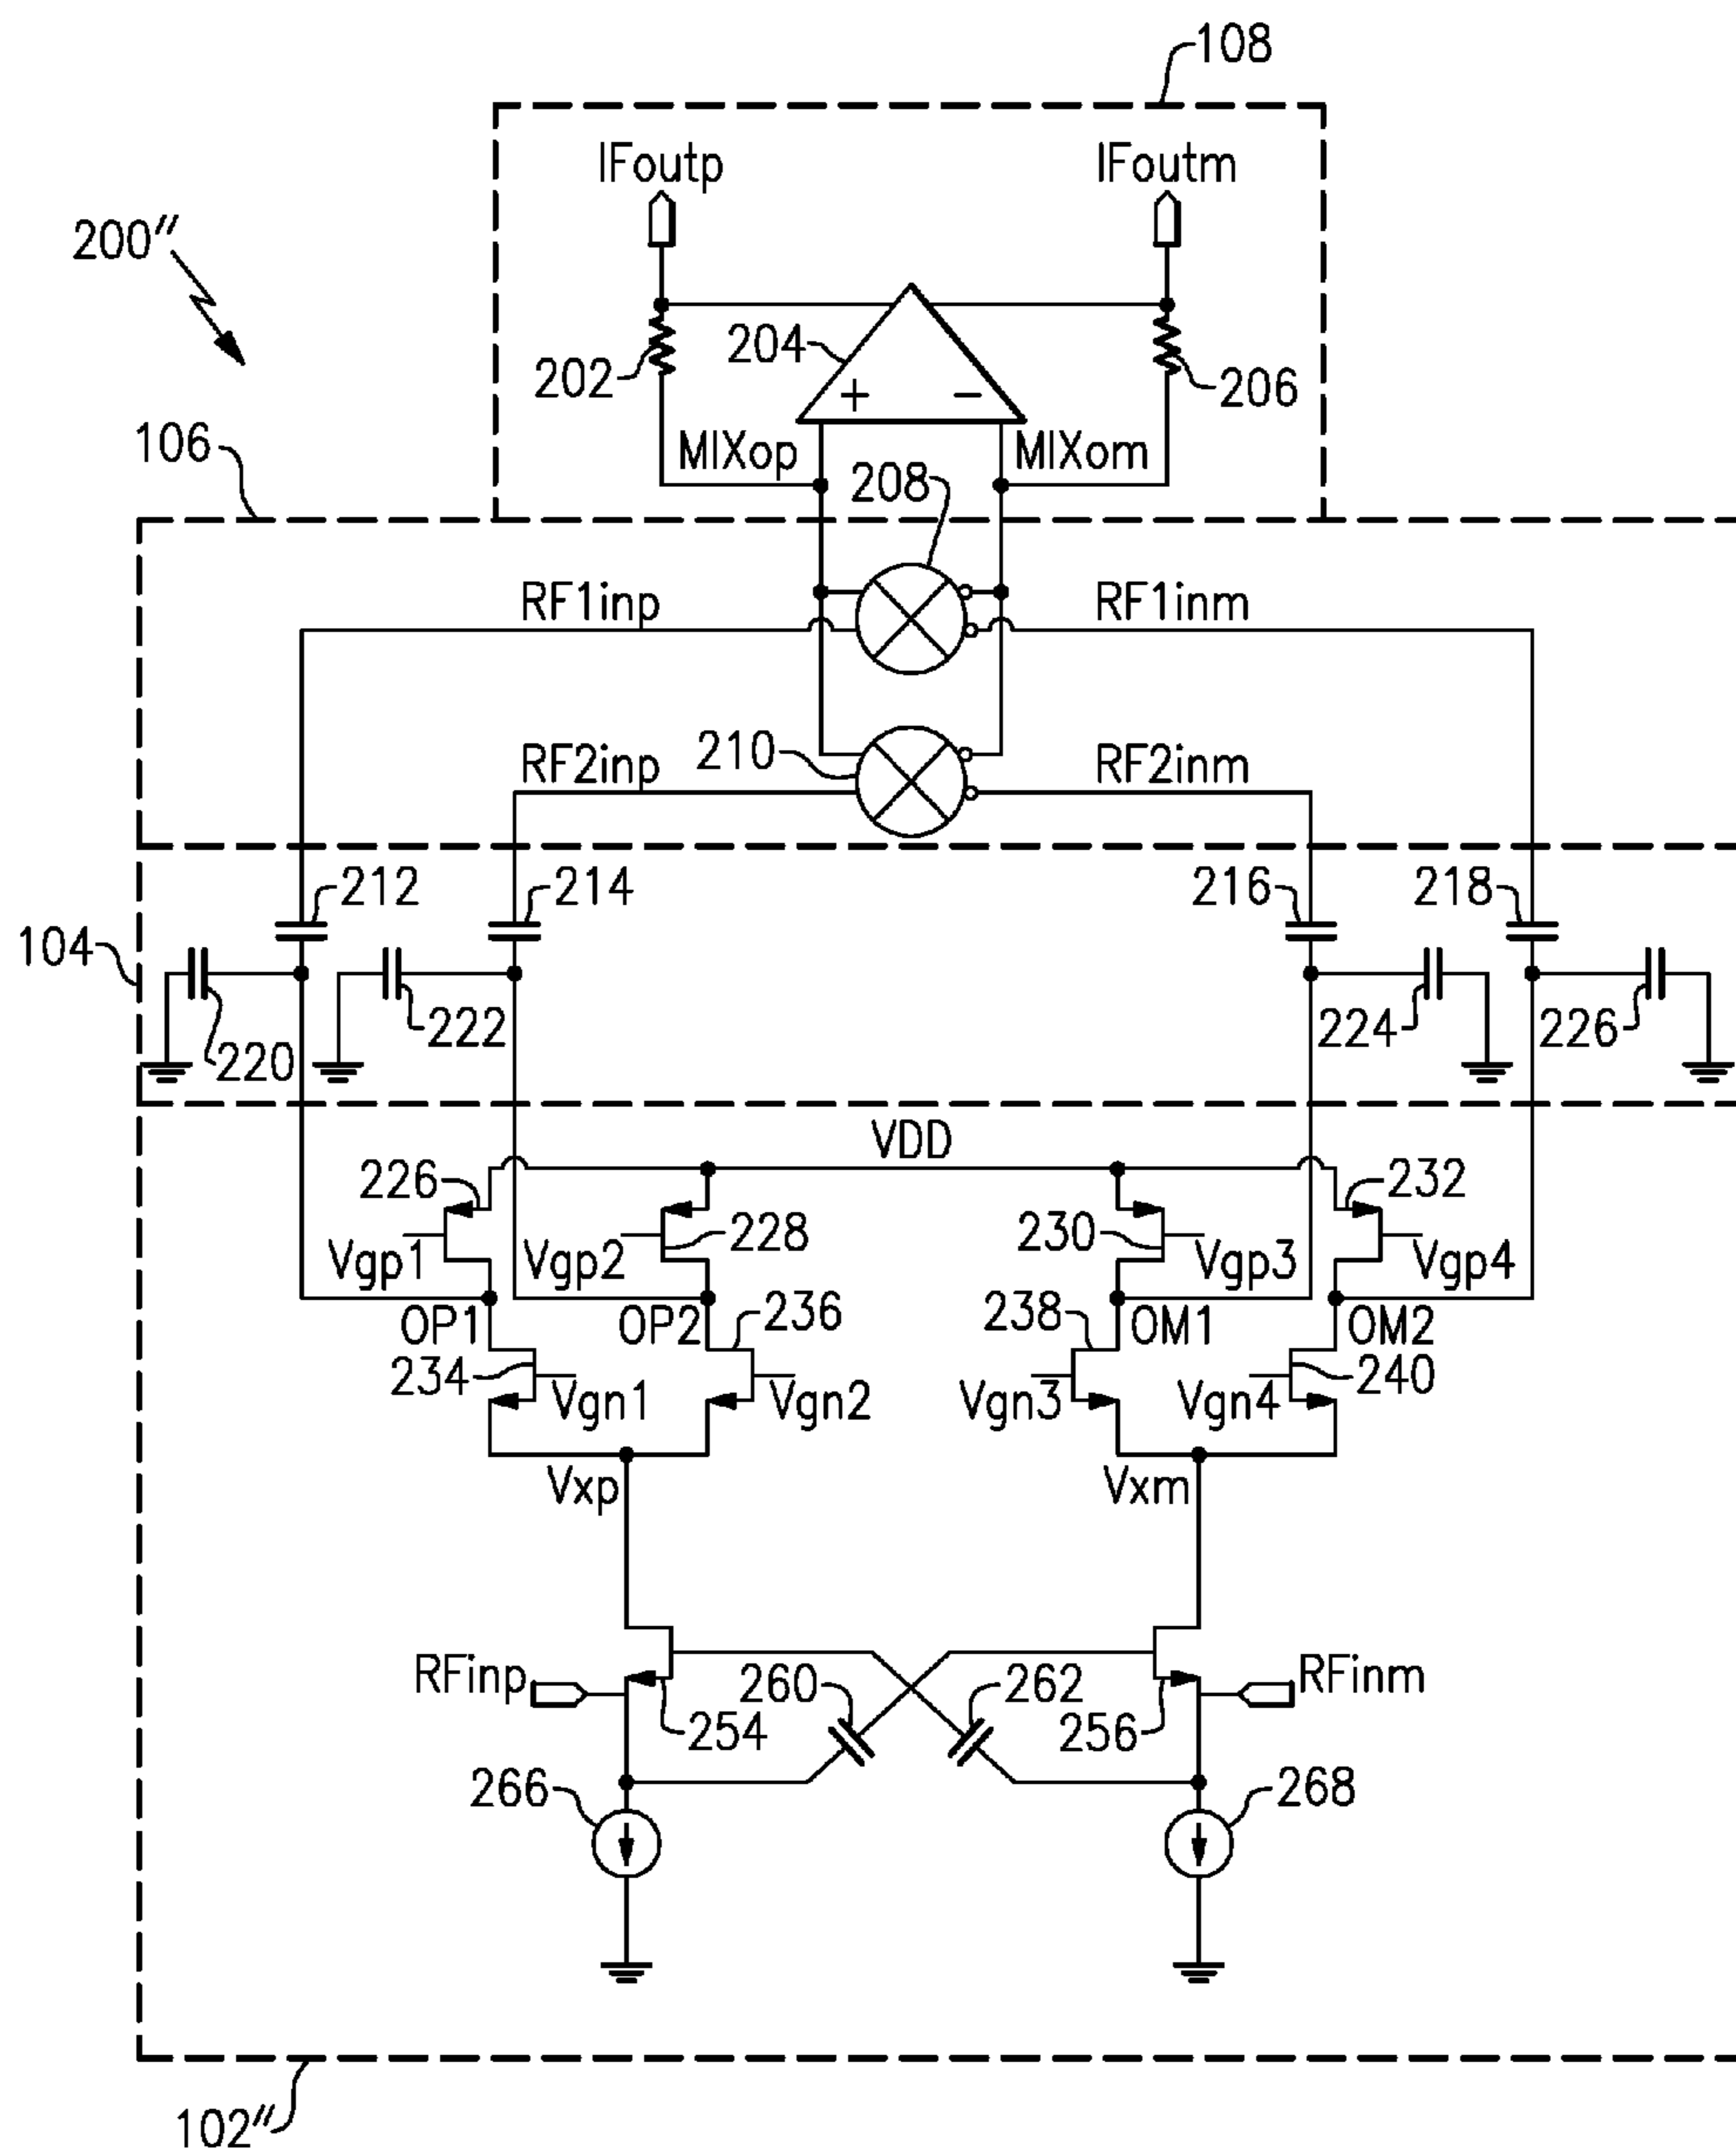 108
IFoutp IFoutm
200"
204
202 206
+ −
106
MIXop MIXom
208
RF1inp RF1inm
210
RF2inp RF2inm
212 214 216 218
104
220 222 224 226
VDD
226 232
228 230
Vgp1 Vgp2 Vgp3 Vgp4
OP1 OP2 236 238 OM1 OM2
234 240
Vgn1 Vgn2 Vgn3 Vgn4
Vxp Vxm
RFinp 260 262 RFinm
254 256
266 268
102"